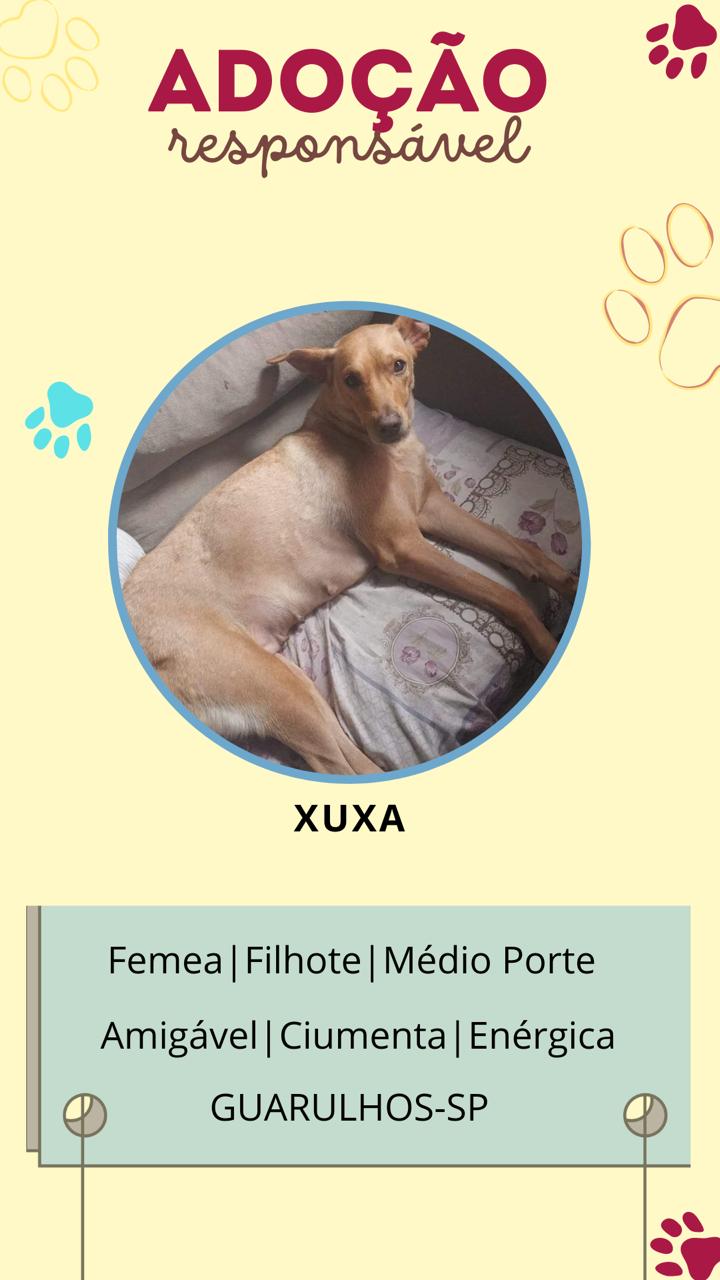 ADOÇÃO
responsável
XUXA
Femea|Filhote|Médio Porte
Amigável|Ciumenta|Enérgica
GUARULHOS-SP